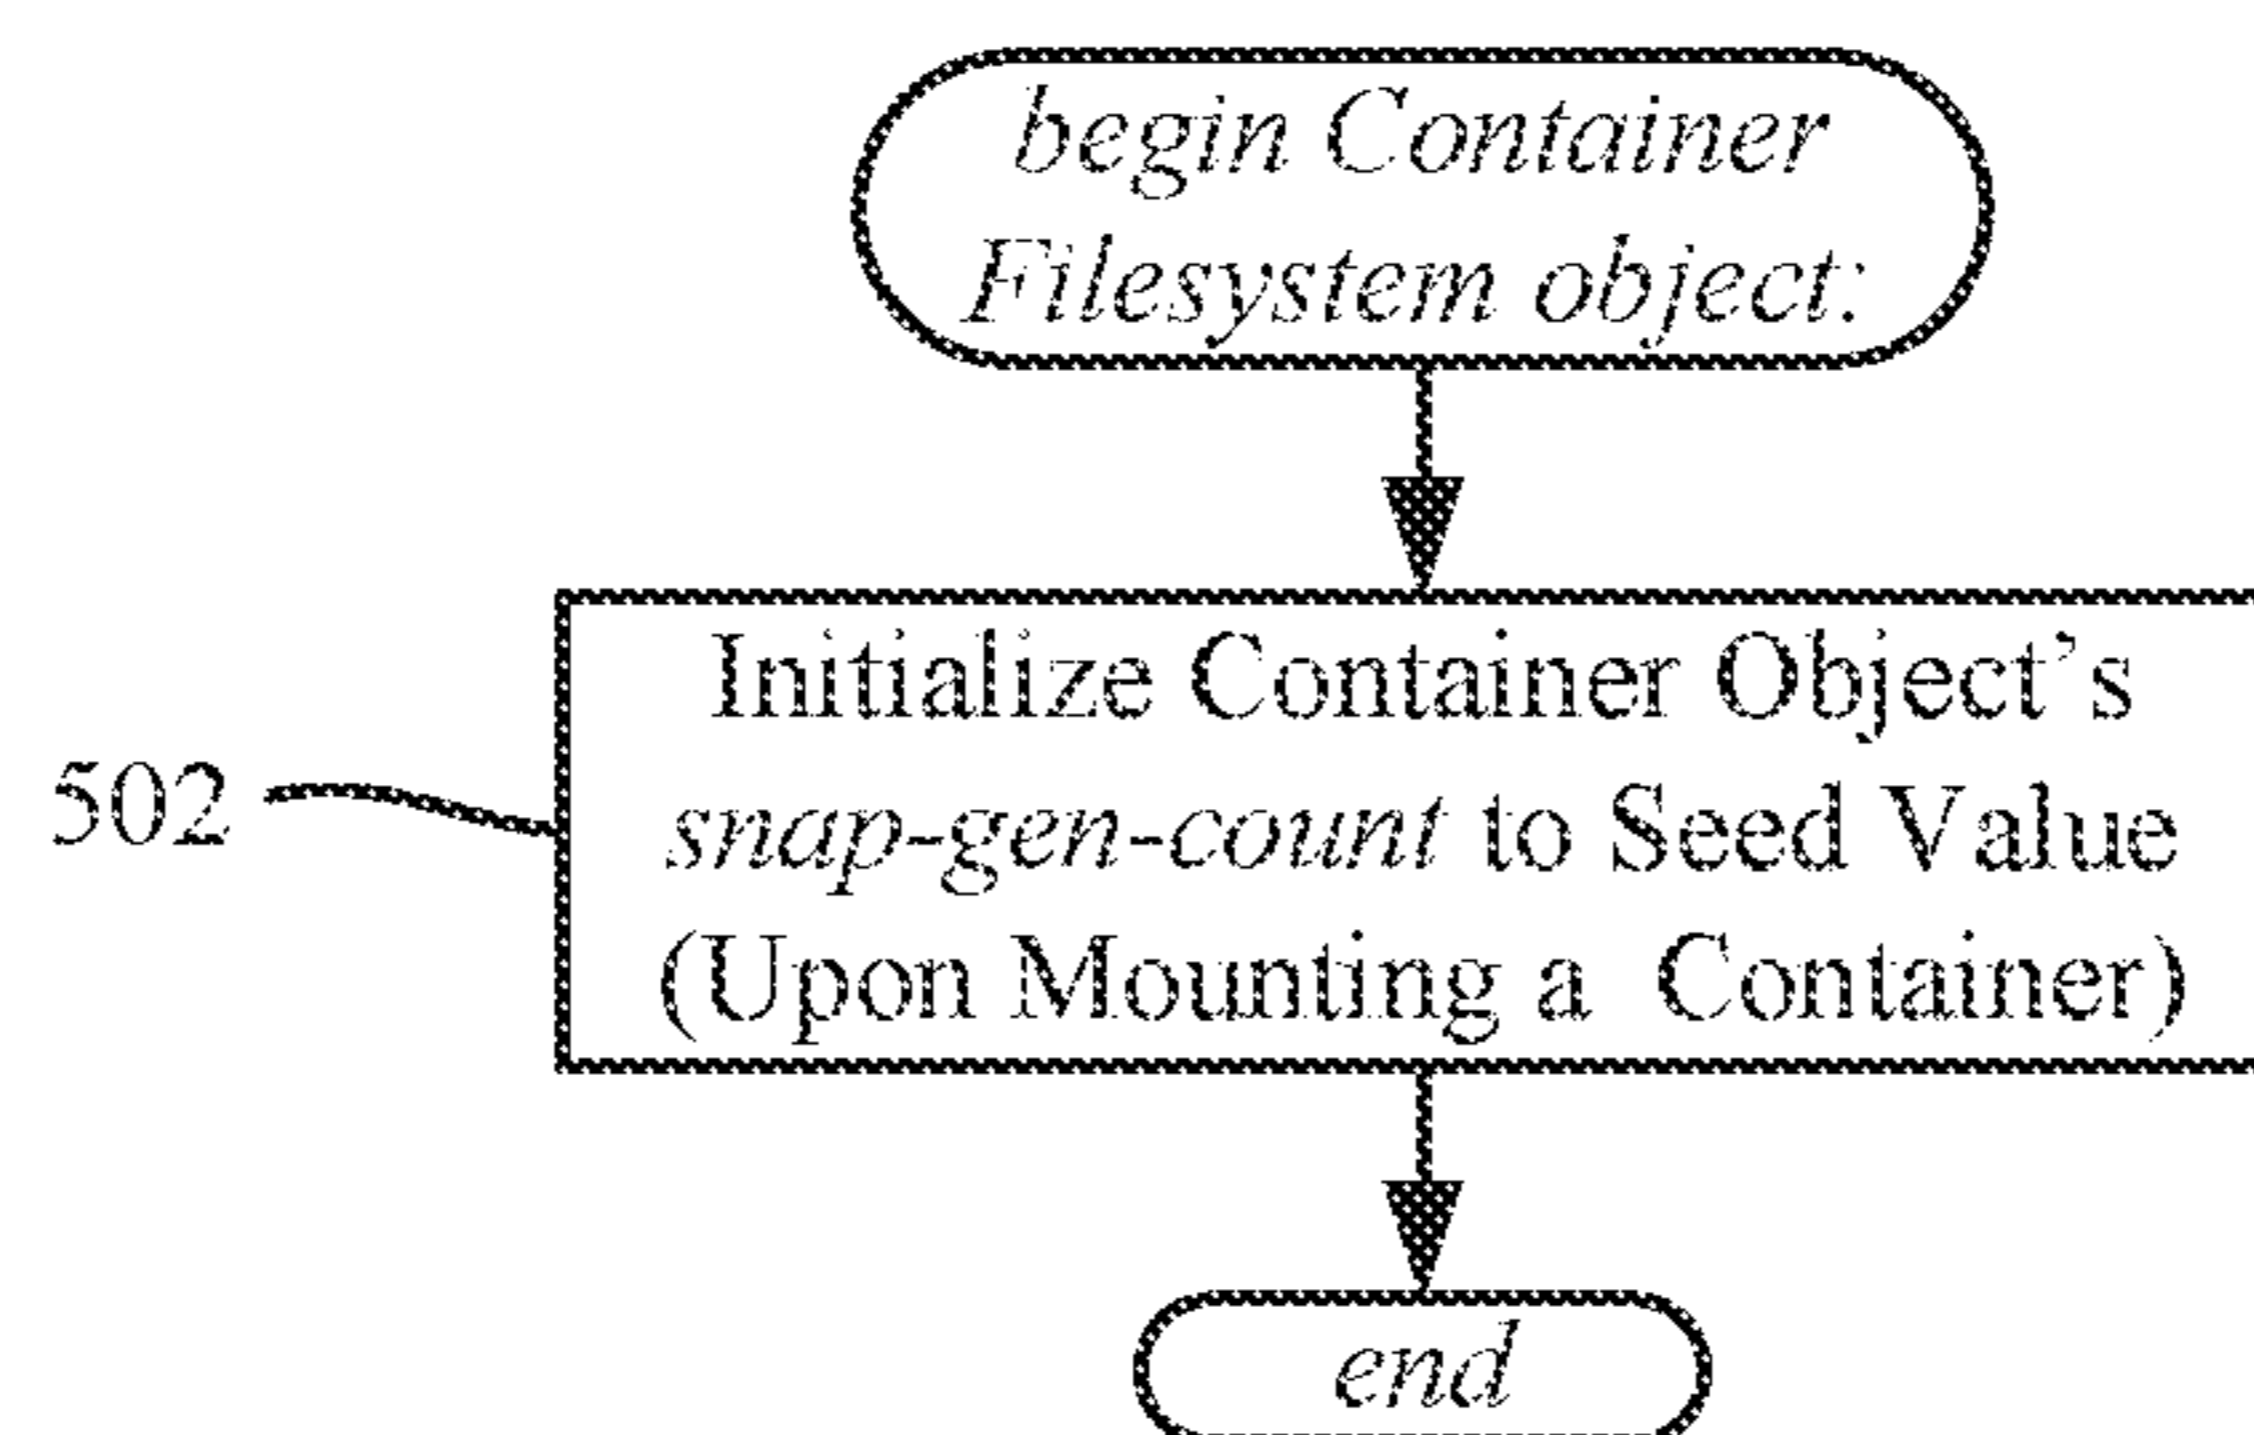 begin Container
Filesystem object:
Initialize Container Object’s
502
snap-gen-count to Seed Value
(Upon Mounting a Container)
end